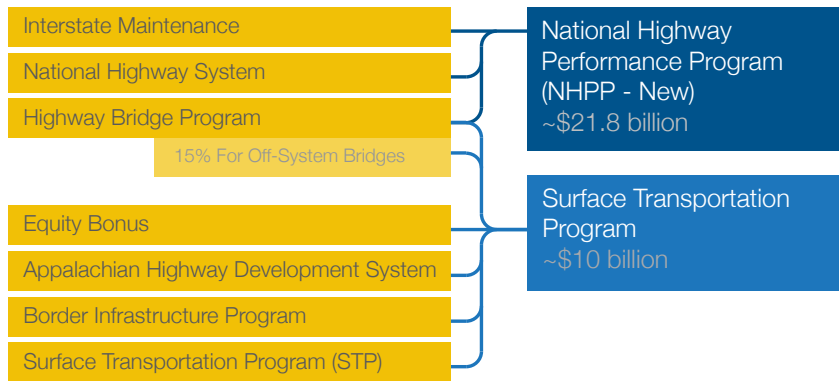 Interstate Maintenance
National Highway System
Highway Bridge Program
15% For Off-System Bridges
Equity Bonus
Appalachian Highway Development System
Border Infrastructure Program
Surface Transportation Program (STP)
National Highway
Performance Program
(NHPP - New)
~$21.8 billion
Surface Transportation
Program
~$10 billion